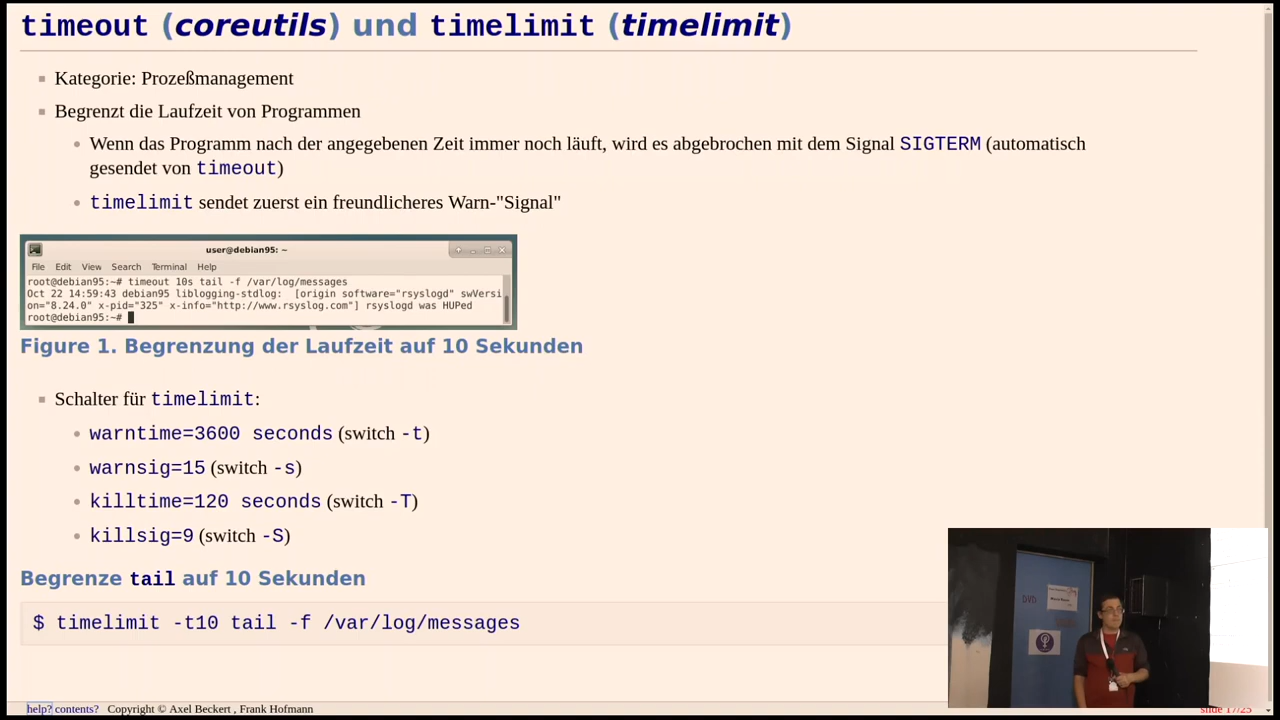 timeout (coreutils) und timelimit (timelimit)
Kategorie: Prozeßmanagement
Begrenzt die Laufzeit von Programmen
Wenn das Programm nach der angegebenen Zeit immer noch läuft, wird es abgebrochen mit dem Signal SIGTERM (automatisch
gesendet von timeout)
timelimit sendet zuerst ein freundlicheres Warn-"Signal"
user@debian95: ~
File Edit View Search Terminal Help
root@debian95:~# timeout 10s tail -f /var/log/messages
Oct 22 14:59:43 debian95 liblogging-stdlog:  [origin software="rsyslogd" swVersi
on="8.24.0" x-pid="325" x-info="http://www.rsyslog.com"] rsyslogd was HUPed
root@debian95:~#
Figure 1. Begrenzung der Laufzeit auf 10 Sekunden
Schalter für timelimit:
warntime=3600 seconds (switch -t)
warnsig=15 (switch -s)
killtime=120 seconds (switch -T)
killsig=9 (switch -S)
Begrenze tail auf 10 Sekunden
$ timelimit -t10 tail -f /var/log/messages
DVD
help? contents? Copyright © Axel Beckert , Frank Hofmann
slide 17/25